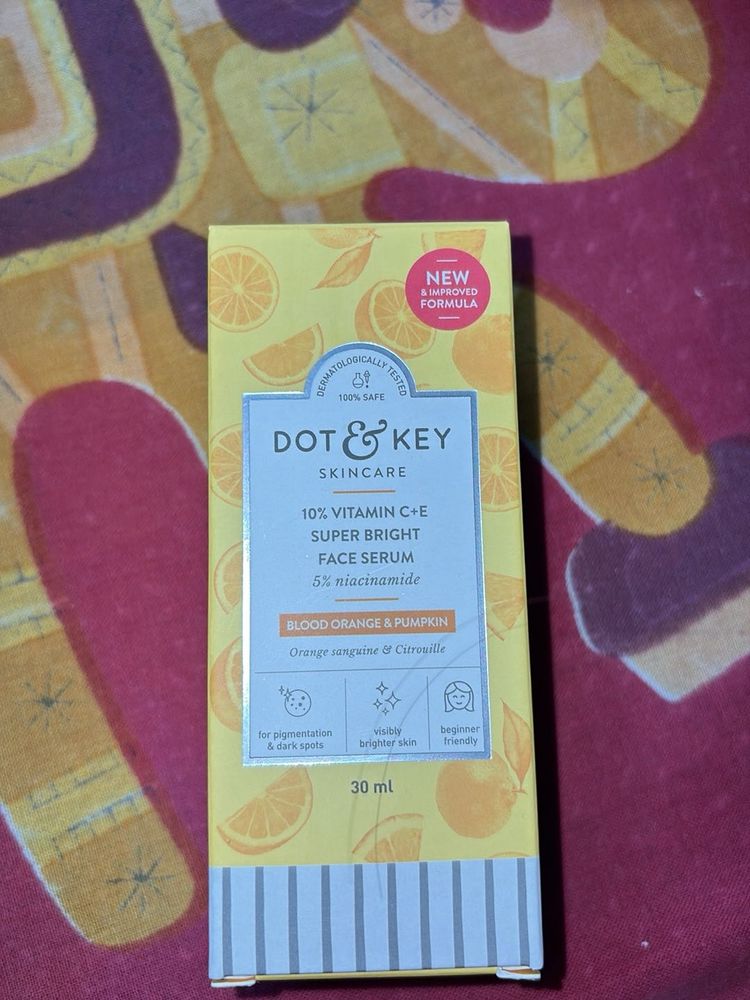 NEW
& IMPROVED
FORMULA
DERMATOLOGICALLY TESTED
100% SAFE
DOT & KEY
SKINCARE
10% VITAMIN C+E
SUPER BRIGHT
FACE SERUM
5% niacinamide
BLOOD ORANGE & PUMPKIN
Orange sanguine & Citrouille
for pigmentation
& dark spots
visibly
brighter skin
beginner
friendly
30 ml